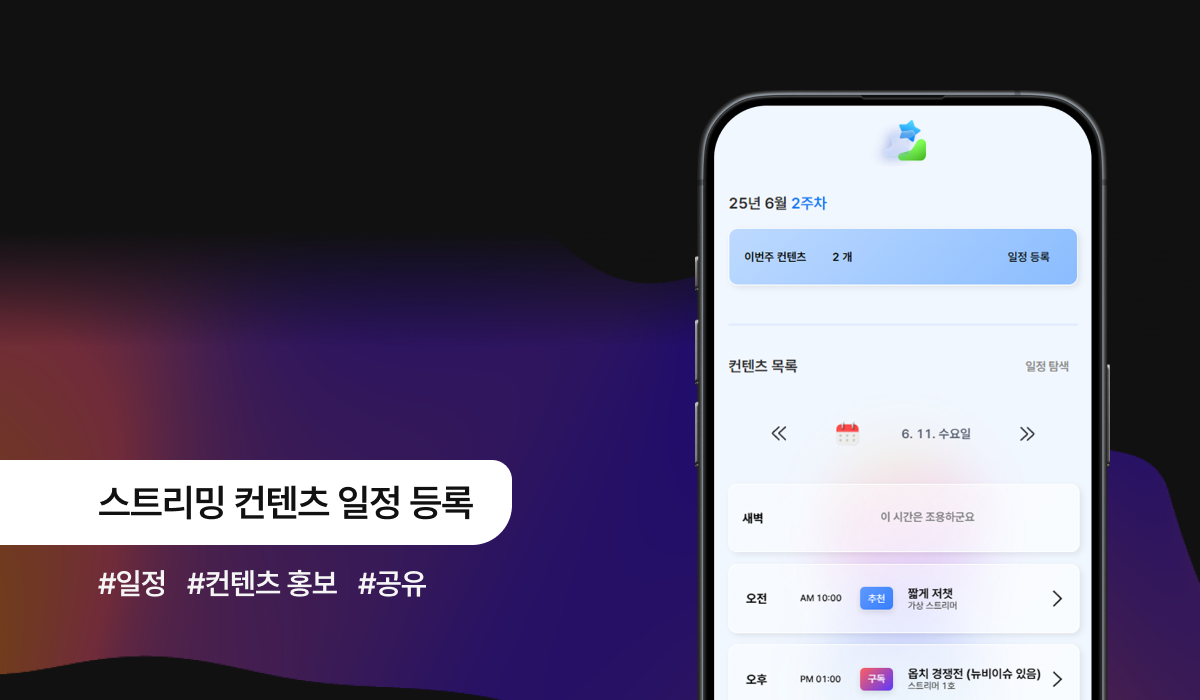 스트리밍 컨텐츠 일정 등록
#일정 #컨텐츠 홍보 #공유
25년 6월 2주차
이번주 컨텐츠 2 개 일정 등록
컨텐츠 목록 일정 탐색
6. 11. 수요일
새벽 이 시간은 조용하군요
오전 AM 10:00 추천 짧게 저챗
가상 스트리머
오후 PM 01:00 구독 옵치 경쟁전 (뉴비이슈 있음)
스트리머 1호